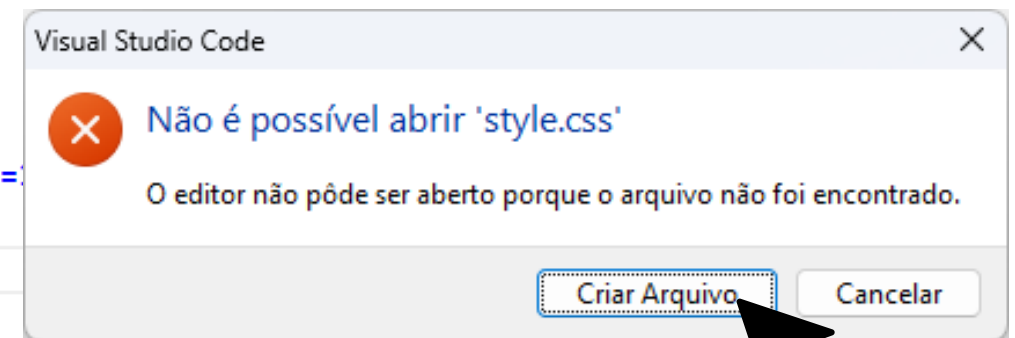 Visual Studio Code
Não é possível abrir 'style.css'
O editor não pôde ser aberto porque o arquivo não foi encontrado.
Criar Arquivo
Cancelar